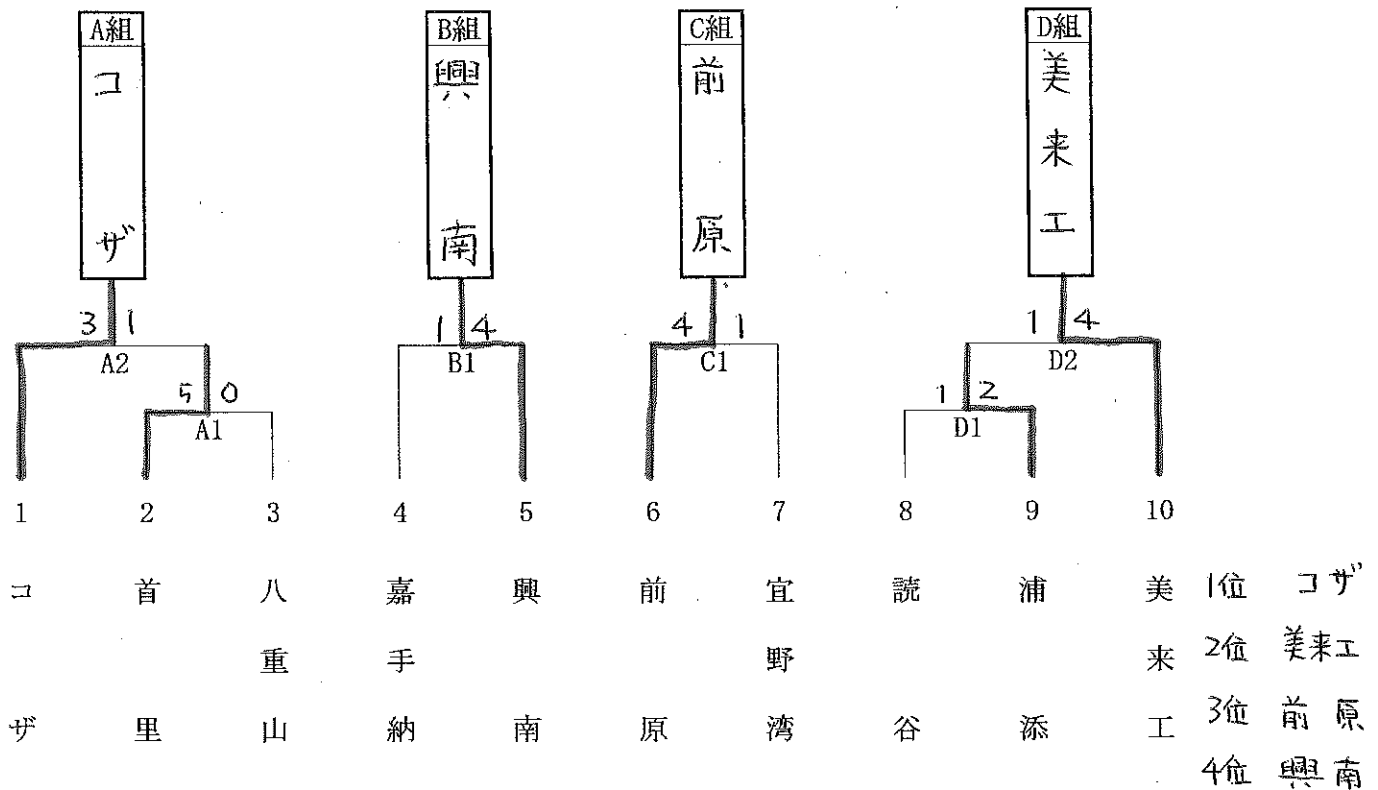 A組 B組 C組 D組
コザ 興南 前原 美来工
3 1 1 4 4 1 1 4
A2 B1 C1 D2
5 0 1 2
A1 D1
1 2 3 4 5 6 7 8 9 10
コザ 首里 八重山 嘉手納 興南 前原 宜野湾 読谷 浦添 美来工
1位 コザ
2位 美来工
3位 前原
4位 興南